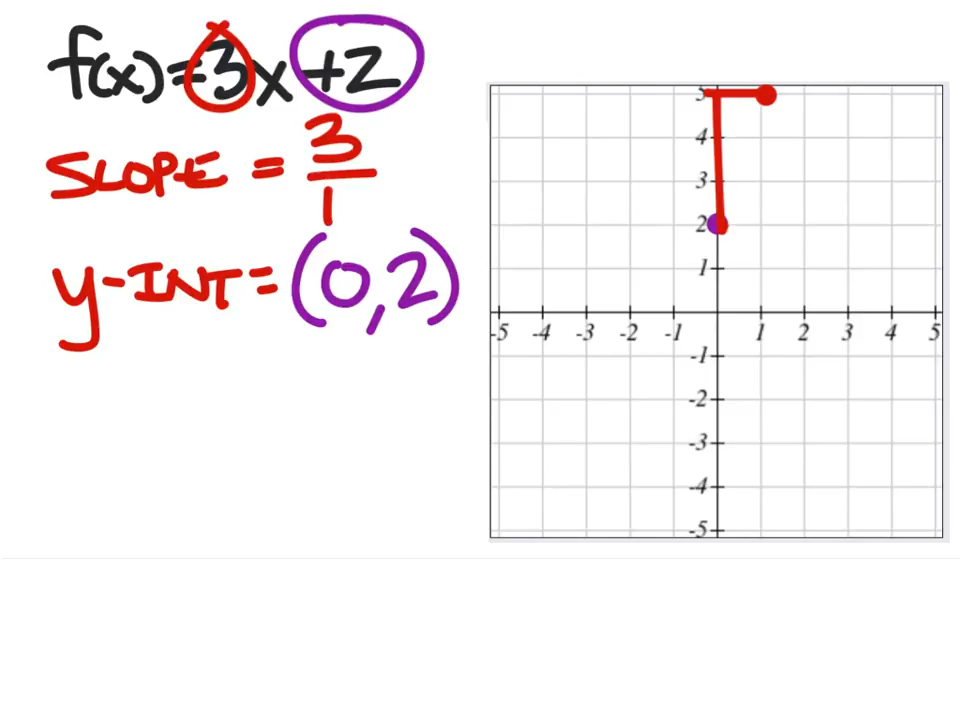 f(x)=3x+2
SLOPE = 3/1
y-INT= (0,2)
5
4
3
2
1
-5 -4 -3 -2 -1 1 2 3 4 5
-1
-2
-3
-4
-5